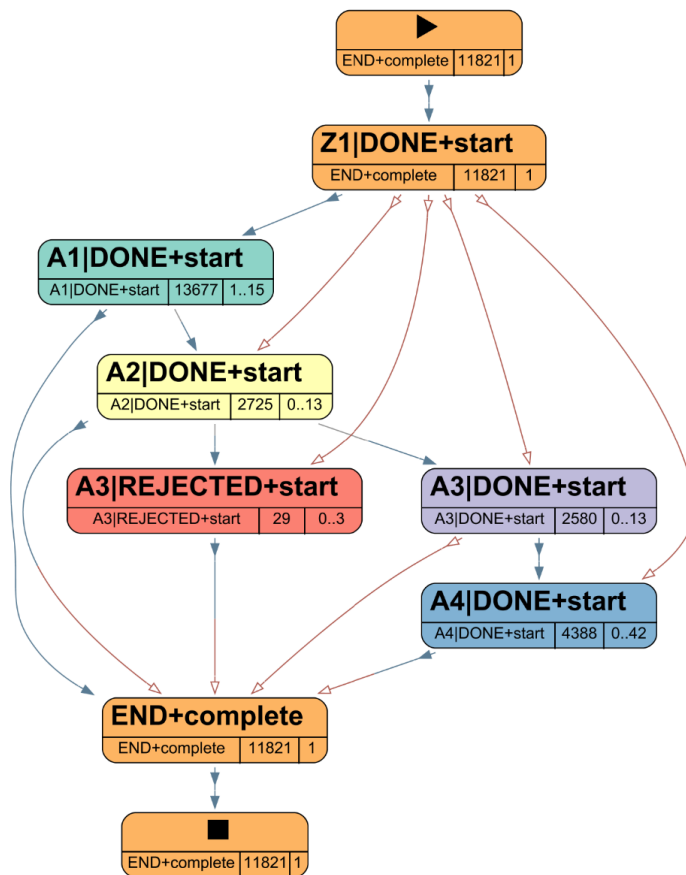 END+complete 11821 1
Z1|DONE+start
END+complete 11821 1
A1|DONE+start
A1|DONE+start 13677 1..15
A2|DONE+start
A2|DONE+start 2725 0..13
A3|REJECTED+start
A3|REJECTED+start 29 0..3
A3|DONE+start
A3|DONE+start 2580 0..13
A4|DONE+start
A4|DONE+start 4388 0..42
END+complete
END+complete 11821 1
END+complete 11821 1